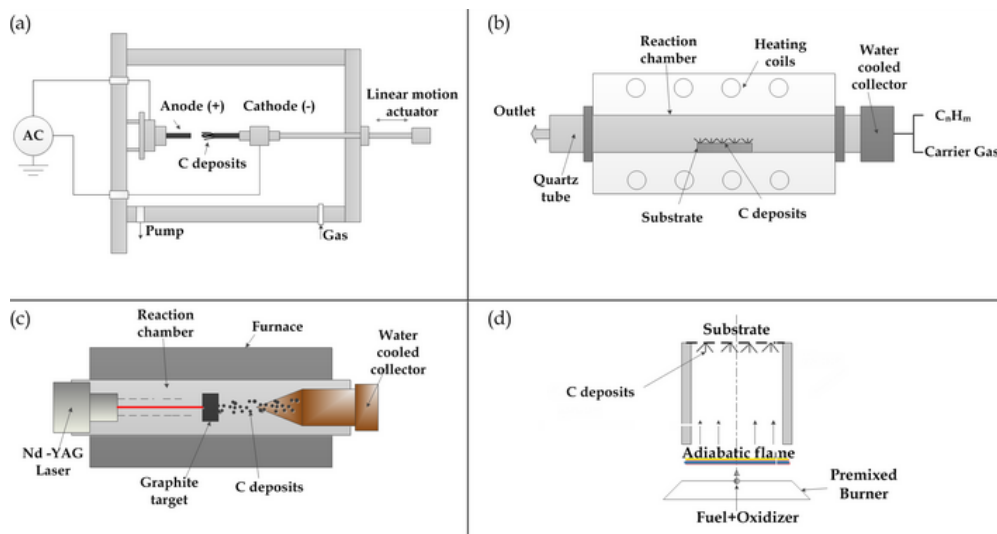 (a)
Anode (+)
Cathode (-)
Linear motion
actuator
AC
C deposits
Pump
Gas
(b)
Reaction
chamber
Heating
coils
Water
cooled
collector
Outlet
CnHm
Carrier Gas
Quartz
tube
Substrate
C deposits
(c)
Reaction
chamber
Furnace
Water
cooled
collector
Nd -YAG
Laser
Graphite
target
C deposits
(d)
Substrate
C deposits
Adiabatic flame
Premixed
Burner
Fuel+Oxidizer